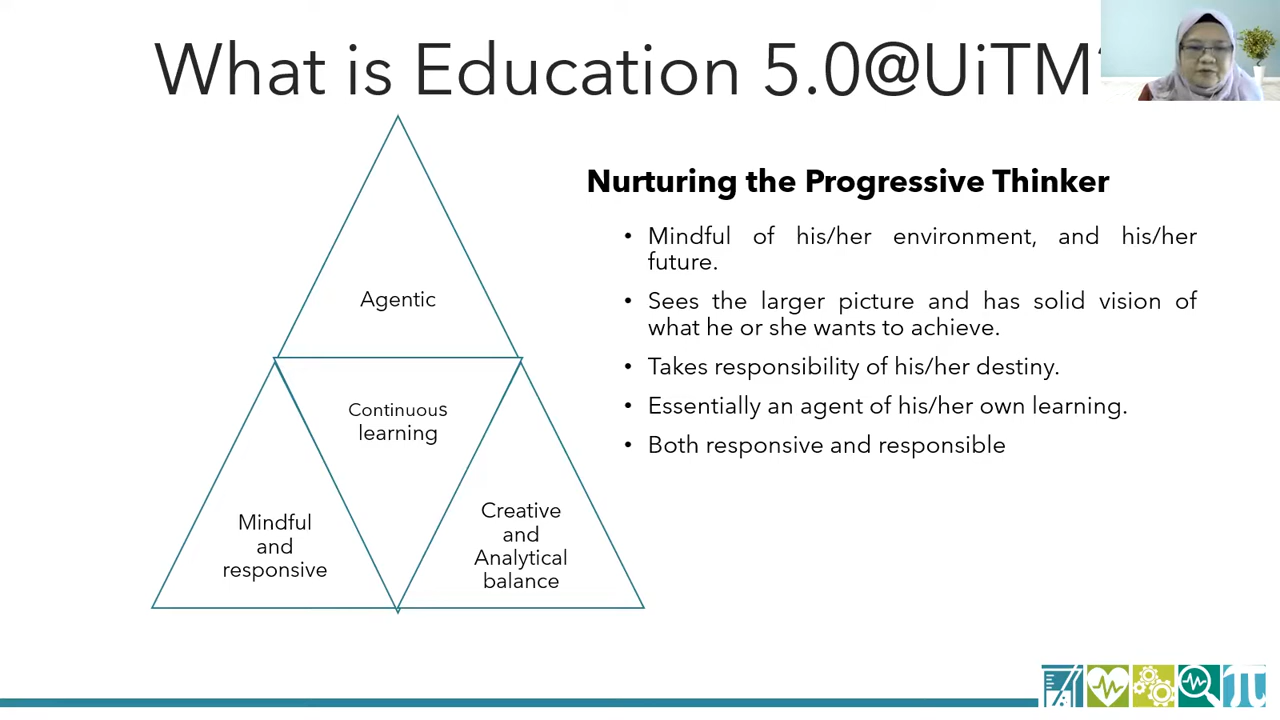 What is Education 5.0@UiTM?
Agentic
Continuous
learning
Mindful
and
responsive
Creative
and
Analytical
balance
Nurturing the Progressive Thinker
• Mindful of his/her environment, and his/her
future.
• Sees the larger picture and has solid vision of
what he or she wants to achieve.
• Takes responsibility of his/her destiny.
• Essentially an agent of his/her own learning.
• Both responsive and responsible